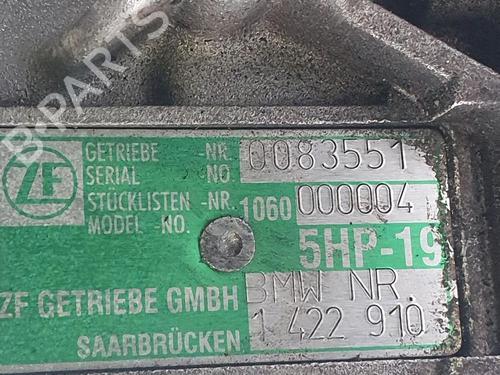 B-PARTS
ZF
GETRIEBE -NR. 0083551
SERIAL NO
STÜCKLISTEN -NR. 1060 000004
MODEL -NO.
5HP-19
ZF GETRIEBE GMBH BMW NR.
SAARBRÜCKEN 1 422 910